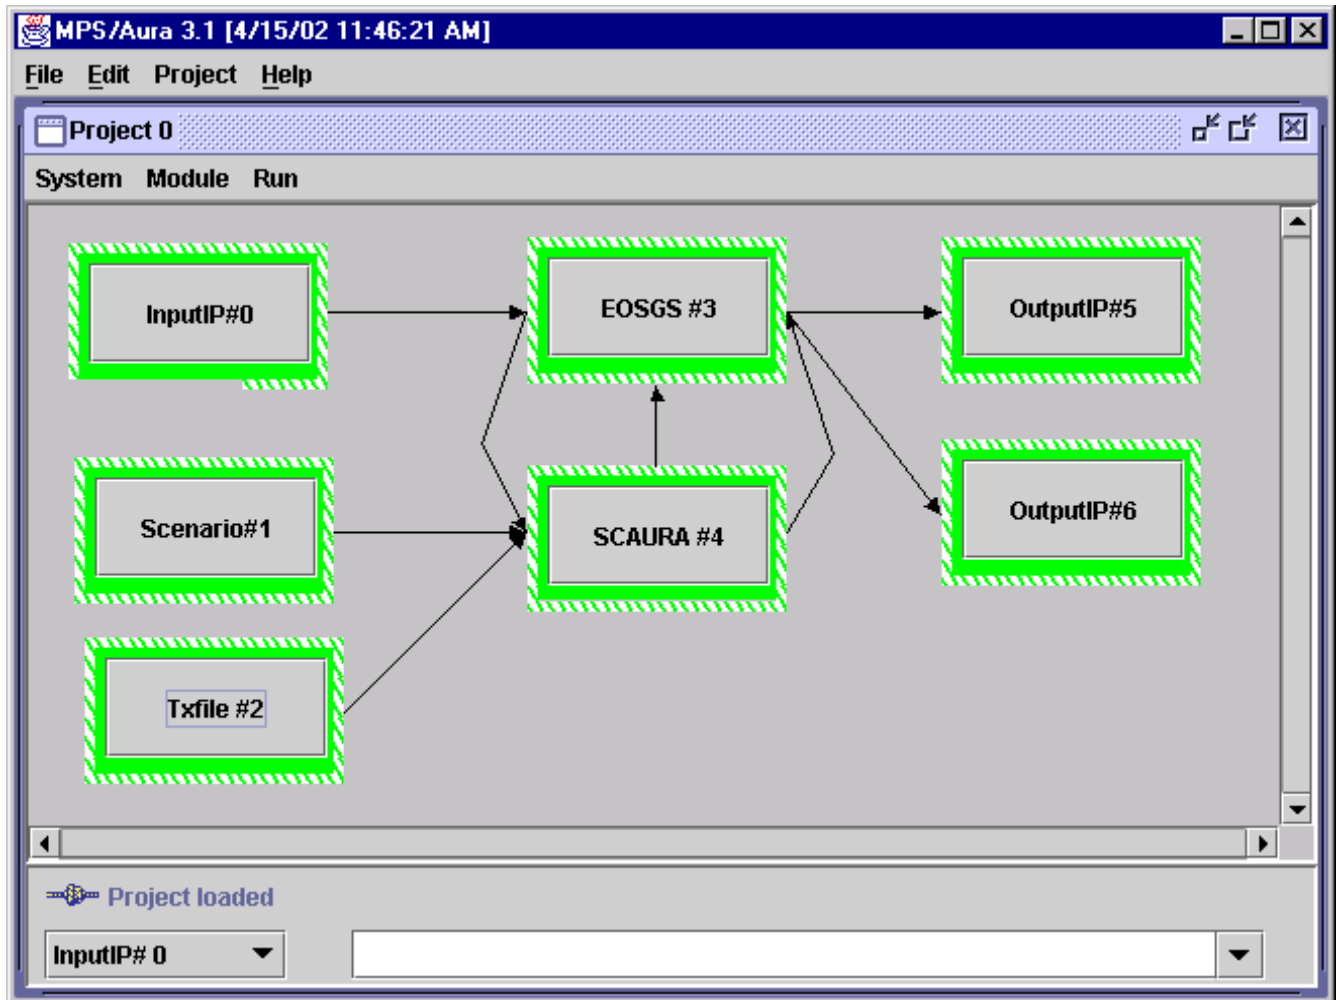 MPS/Aura 3.1 [4/15/02 11:46:21 AM]
File Edit Project Help
Project 0
System Module Run
InputIP#0
EOSGS #3
OutputIP#5
Scenario#1
SCAURA #4
OutputIP#6
Txfile #2
Project loaded
InputIP# 0